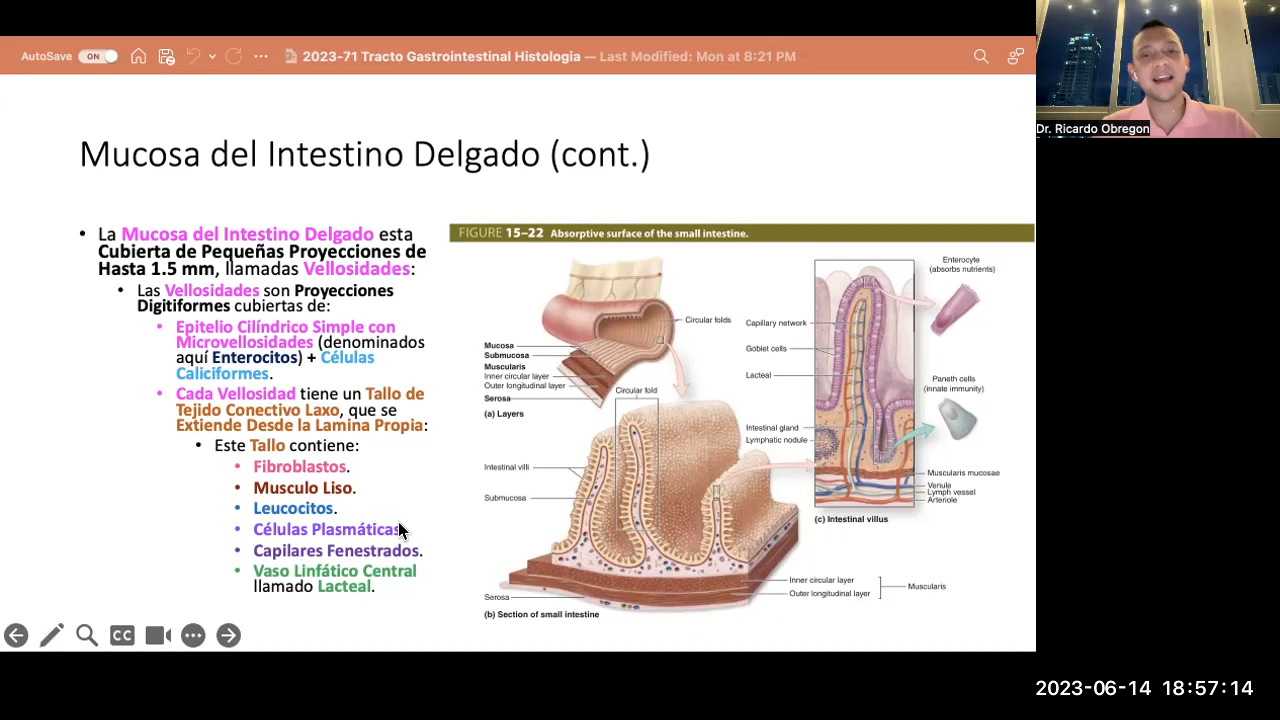 AutoSave ON 2023-71 Tracto Gastrointestinal Histologia — Last Modified: Mon at 8:21 PM
Dr. Ricardo Obregon
Mucosa del Intestino Delgado (cont.)
• La Mucosa del Intestino Delgado esta
Cubierta de Pequeñas Proyecciones de
Hasta 1.5 mm, llamadas Vellosidades:
• Las Vellosidades son Proyecciones
Digitiformes cubiertas de:
• Epitelio Cilíndrico Simple con
Microvellosidades (denominados
aquí Enterocitos) + Células
Caliciformes.
• Cada Vellosidad tiene un Tallo de
Tejido Conectivo Laxo, que se
Extiende Desde la Lamina Propia:
• Este Tallo contiene:
• Fibroblastos.
• Musculo Liso.
• Leucocitos.
• Células Plasmáticas
• Capilares Fenestrados.
• Vaso Linfático Central
llamado Lacteal.
FIGURE 15–22 Absorptive surface of the small intestine.
Circular folds
Mucosa
Submucosa
Muscularis
Inner circular layer
Outer longitudinal layer
Serosa
(a) Layers
Circular fold
Intestinal villi
Submucosa
Serosa
(b) Section of small intestine
Inner circular layer
Outer longitudinal layer
Muscularis
Enterocyte
(absorbs nutrients)
Capillary network
Goblet cells
Lacteal
Paneth cells
(innate immunity)
Intestinal gland
Lymphatic nodule
Muscularis mucosae
Venule
Lymph vessel
Arteriole
(c) Intestinal villus
CC
2023-06-14 18:57:14